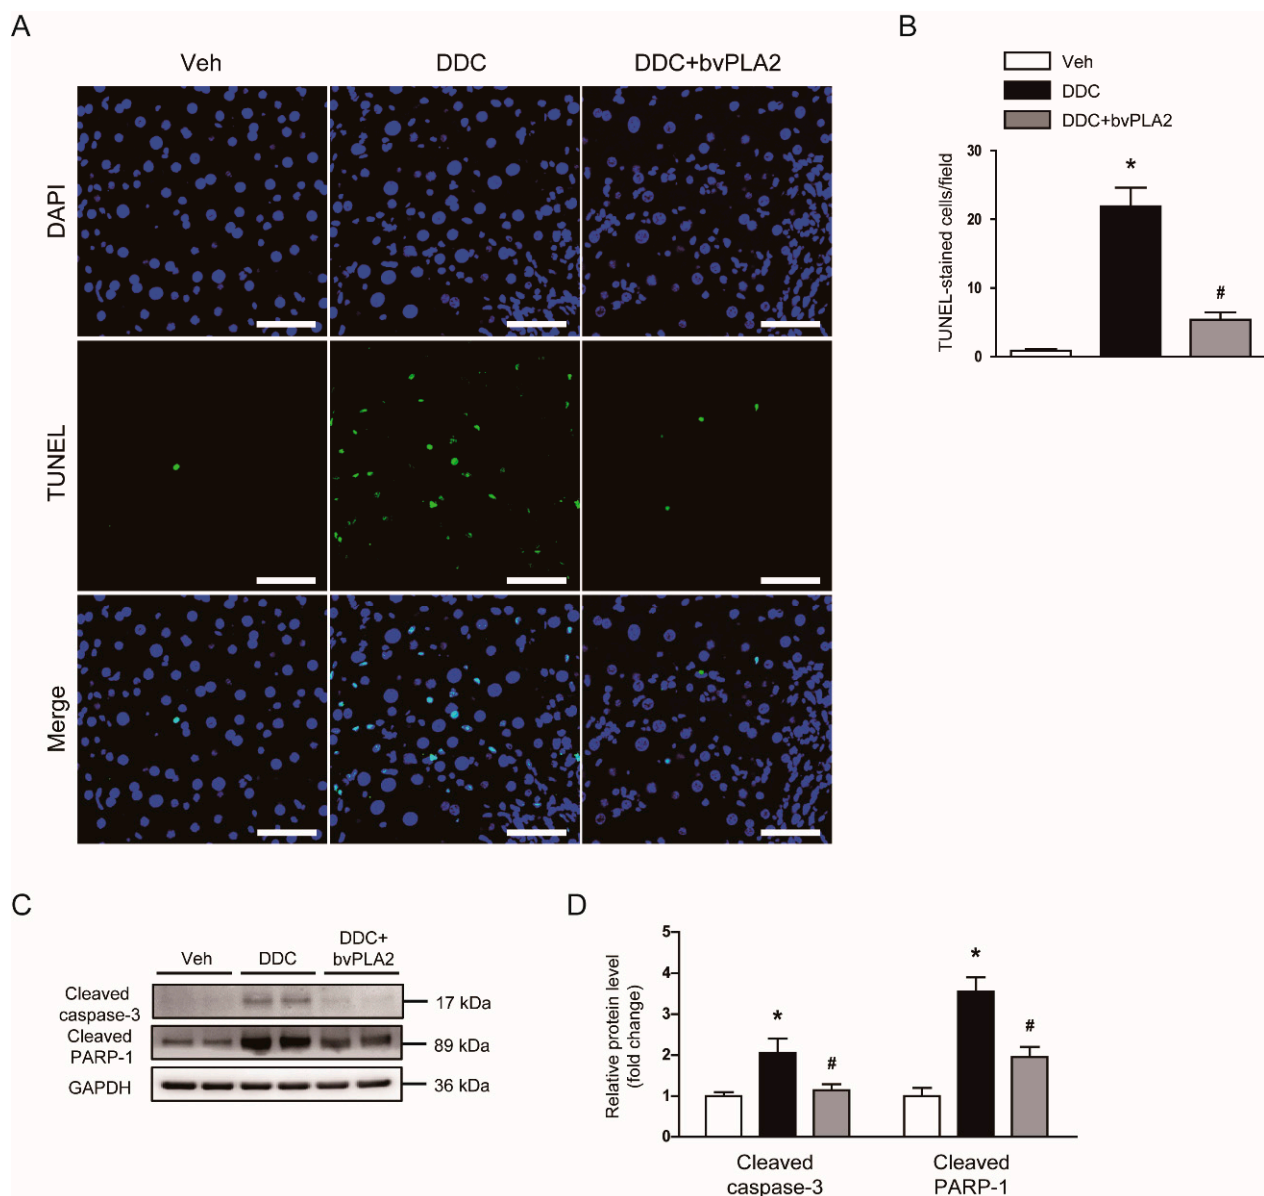 A
B
Veh
DDC
DDC+bvPLA2
DAPI
TUNEL
Merge
Veh
DDC
DDC+bvPLA2
TUNEL-stained cells/field
30
20
10
0
*
#
C
Veh
DDC
DDC+
bvPLA2
Cleaved
caspase-3
17 kDa
Cleaved
PARP-1
89 kDa
GAPDH
36 kDa
D
Relative protein level
(fold change)
5
4
3
2
1
0
*
#
*
#
Cleaved
caspase-3
Cleaved
PARP-1